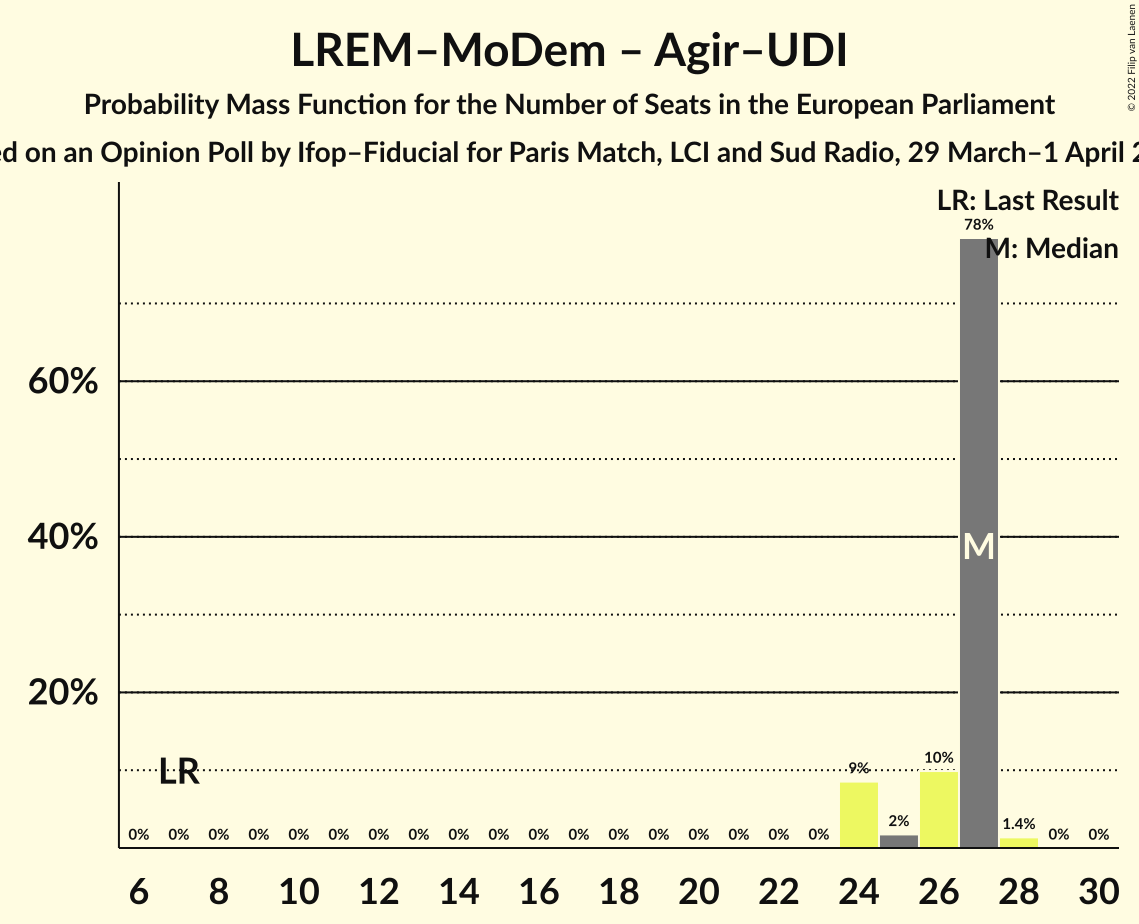 LREM–MoDem – Agir–UDI
Probability Mass Function for the Number of Seats in the European Parliament
on an Opinion Poll by Ifop–Fiducial for Paris Match, LCI and Sud Radio, 29 March–1 April
© 2022 Filip van Laenen
LR: Last Result
M: Median
78%
60%
40%
20%
M
LR
0% 0% 0% 0% 0% 0% 0% 0% 0% 0% 0% 0% 0% 0% 0% 0% 0% 0% 9% 2% 10% 1.4% 0% 0%
6 8 10 12 14 16 18 20 22 24 26 28 30